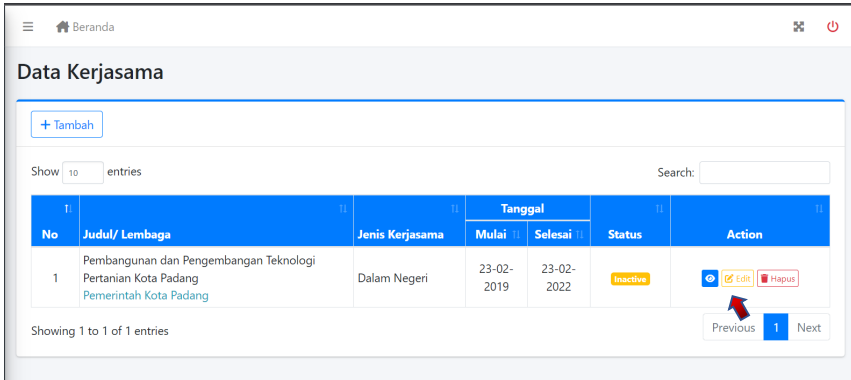 Beranda
Data Kerjasama
+ Tambah
Show 10 entries
Search:
Tanggal
No Judul/ Lembaga Jenis Kerjasama Mulai Selesai Status Action
1 Pembangunan dan Pengembangan Teknologi
Pertanian Kota Padang
Pemerintah Kota Padang
Dalam Negeri
23-02-
2019
23-02-
2022
Inactive
Edit Hapus
Showing 1 to 1 of 1 entries
Previous 1 Next